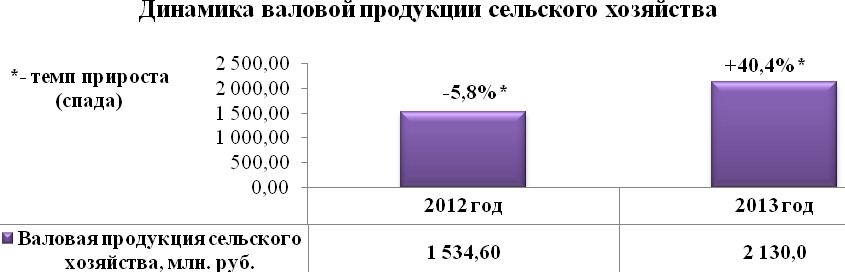 Динамика валовой продукции сельского хозяйства
*- темп прироста
(спада)
2 500,00
2 000,00
1 500,00
1 000,00
500,00
0,00
-5,8%*
+40,4%*
2012 год
2013 год
Валовая продукция сельского
хозяйства, млн. руб.
1 534,60
2 130,0